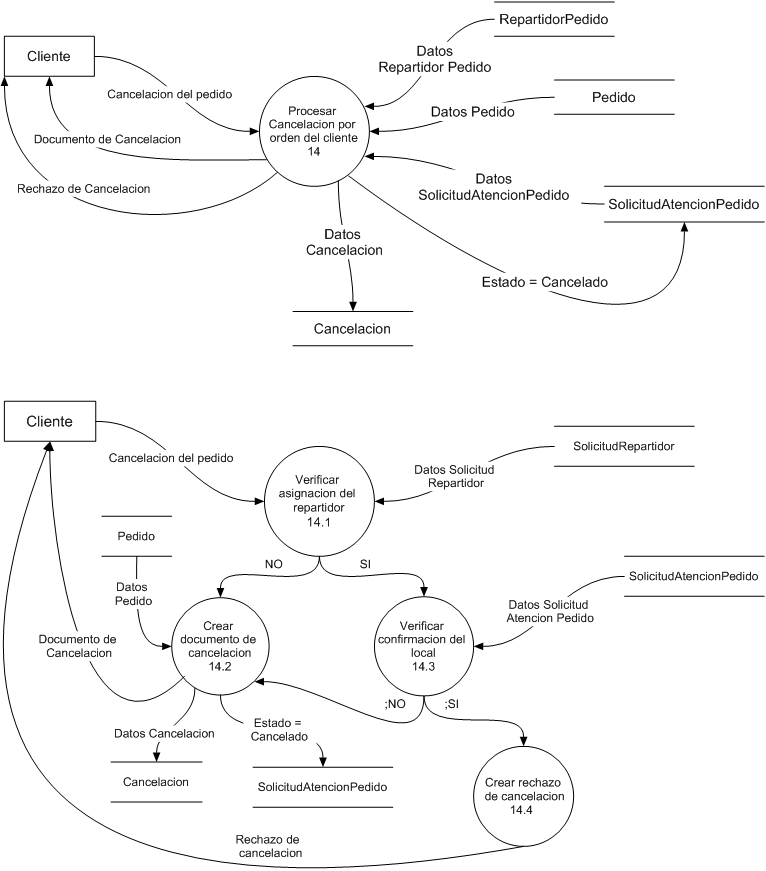 RepartidorPedido
Cliente
Datos
Repartidor Pedido
Cancelacion del pedido
Pedido
Procesar
Cancelacion por
orden del cliente
14
Datos Pedido
Documento de Cancelacion
Datos
SolicitudAtencionPedido
Rechazo de Cancelacion
SolicitudAtencionPedido
Datos
Cancelacion
Estado = Cancelado
Cancelacion
Cliente
Cancelacion del pedido
SolicitudRepartidor
Datos Solicitud
Repartidor
Verificar
asignacion del
repartidor
14.1
Pedido
NO
SI
SolicitudAtencionPedido
Datos
Pedido
Datos Solicitud
Atencion Pedido
Crear
documento de
cancelacion
14.2
Verificar
confirmacion del
local
14.3
Documento de
Cancelacion
;NO
;SI
Datos Cancelacion
Estado =
Cancelado
Cancelacion
SolicitudAtencionPedido
Crear rechazo
de cancelacion
14.4
Rechazo de
cancelacion